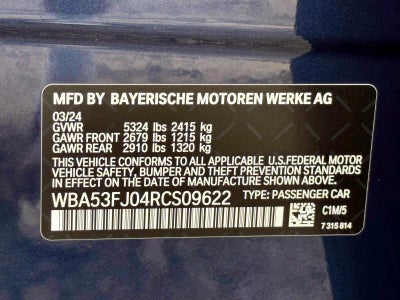 MFD BY BAYERISCHE MOTOREN WERKE AG
03/24
GVWR 5324 lbs 2415 kg
GAWR FRONT 2679 lbs 1215 kg
GAWR REAR 2910 lbs 1320 kg
THIS VEHICLE CONFORMS TO ALL APPLICABLE
U.S.FEDERAL MOTOR
VEHICLE SAFETY, BUMPER AND THEFT PREVENTION STANDARDS
IN EFFECT ON THE DATE OF MANUFACTURE SHOWN ABOVE.
WBA53FJ04RCS09622 TYPE: PASSENGER CAR
C1M/5
7 315 814